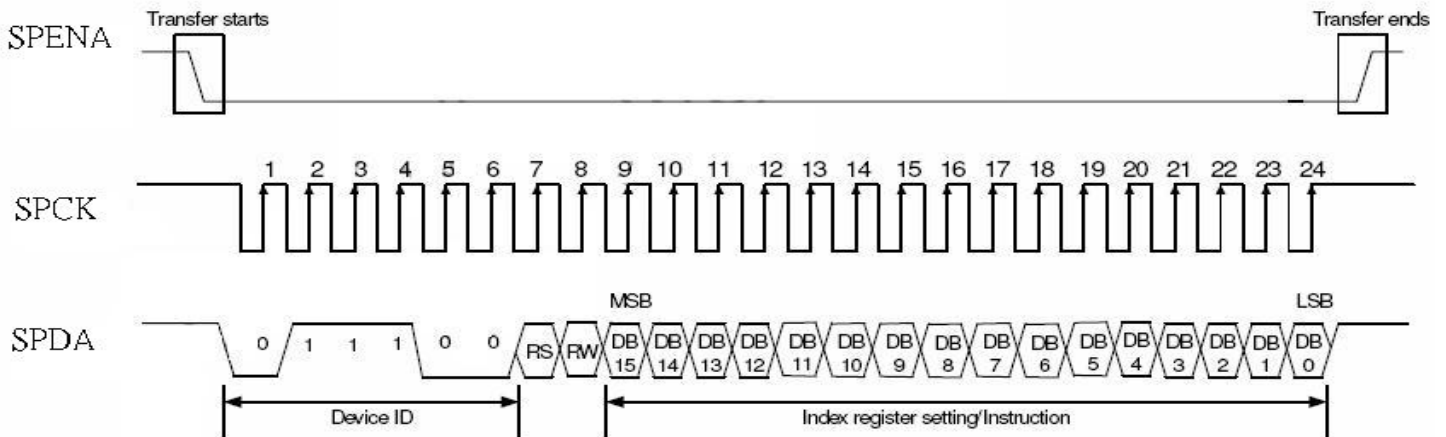 Transfer starts
Transfer ends
SPENA
1 2 3 4 5 6 7 8 9 10 11 12 13 14 15 16 17 18 19 20 21 22 23 24
SPCK
MSB
LSB
SPDA
0 1 1 1 0 0 RS RW DB 15 DB 14 DB 13 DB 12 DB 11 DB 10 DB 9 DB 8 DB 7 DB 6 DB 5 DB 4 DB 3 DB 2 DB 1 DB 0
Device ID
Index register setting/Instruction